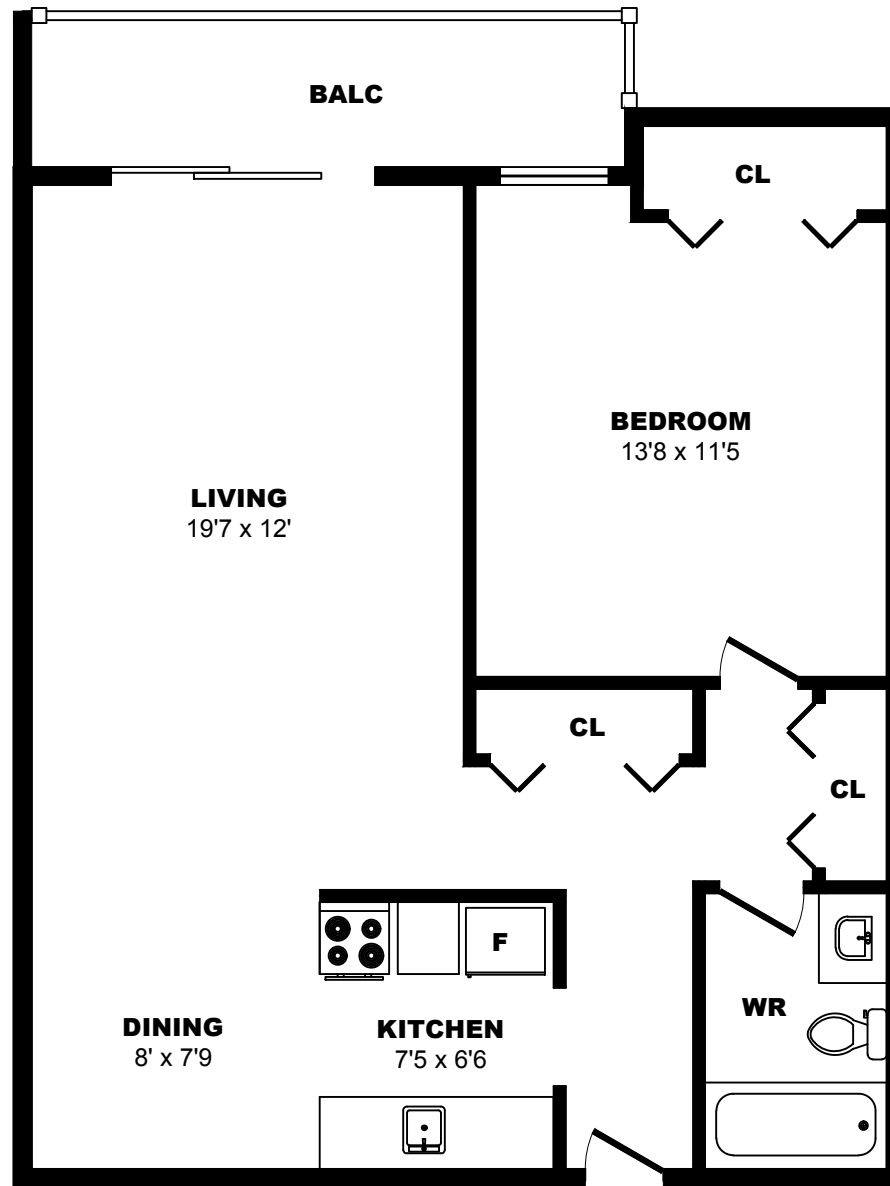 BALC
CL
BEDROOM
13'8 x 11'5
LIVING
19'7 x 12'
CL
CL
F
WR
DINING
8' x 7'9
KITCHEN
7'5 x 6'6